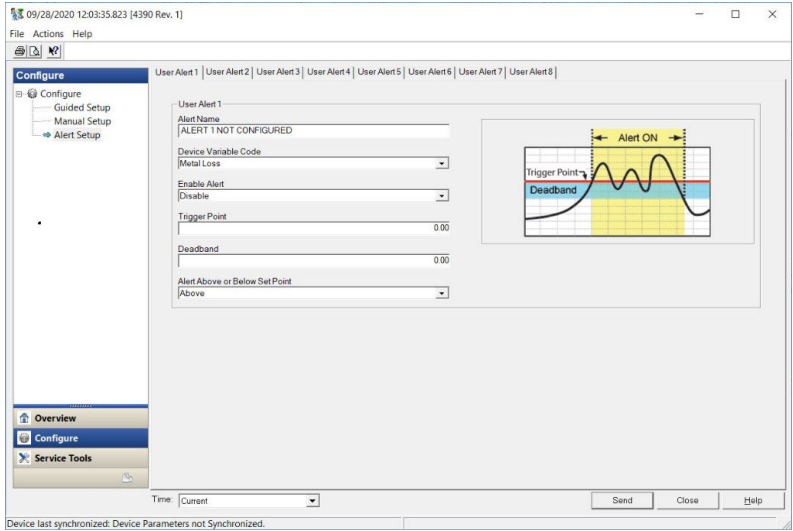 09/28/2020 12:03:35.823 [4390 Rev. 1]
File Actions Help
Configure
Configure
Guided Setup
Manual Setup
Alert Setup
Overview
Configure
Service Tools
User Alert 1 User Alert 2 User Alert 3 User Alert 4 User Alert 5 User Alert 6 User Alert 7 User Alert 8
User Alert 1
Alert Name
ALERT 1 NOT CONFIGURED
Device Variable Code
Metal Loss
Enable Alert
Disable
Trigger Point
0.00
Deadband
0.00
Alert Above or Below Set Point
Above
Alert ON
Trigger Point
Deadband
Time: Current
Send Close Help
Device last synchronized: Device Parameters not Synchronized.